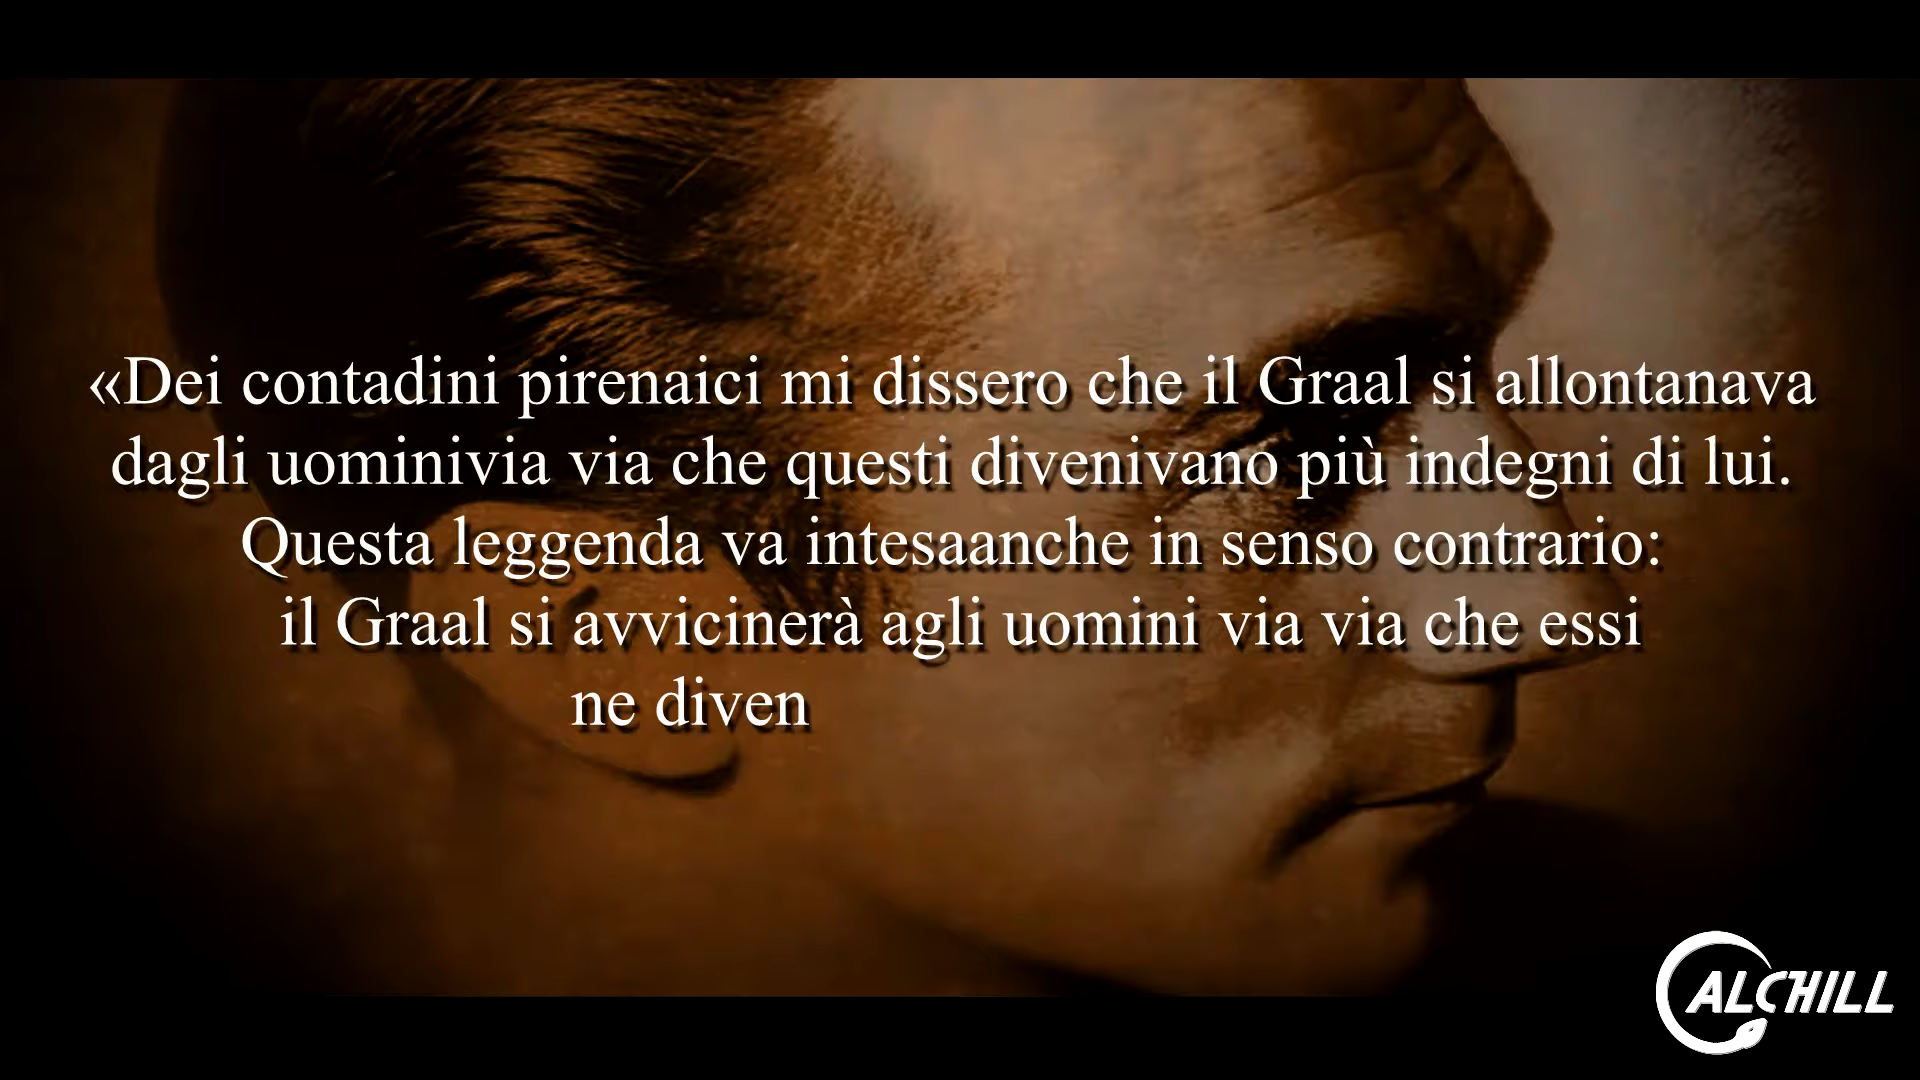 «Dei contadini pirenaici mi dissero che il Graal si allontanava
dagli uominivia via che questi divenivano più indegni di lui.
Questa leggenda va intesaanche in senso contrario:
il Graal si avvicinerà agli uomini via via che essi
ne diven
ALCHILL